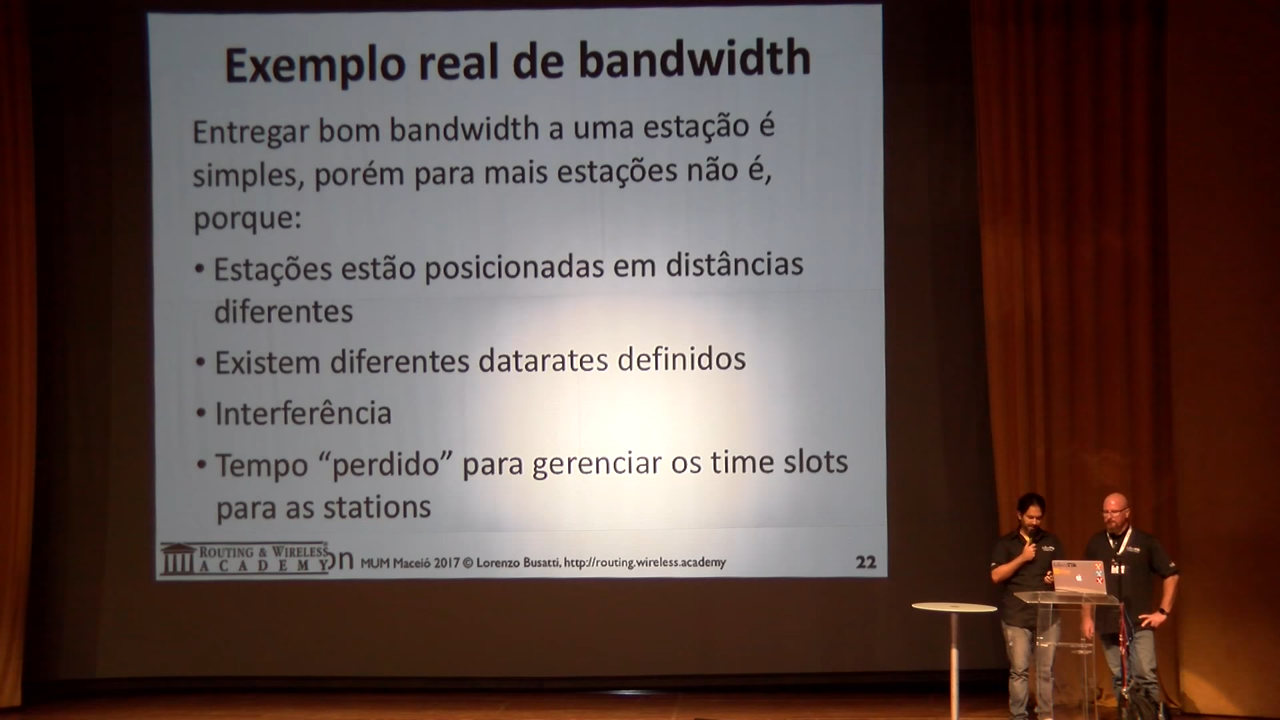 Exemplo real de bandwidth
Entregar bom bandwidth a uma estação é
simples, porém para mais estações não é,
porque:
• Estações estão posicionadas em distâncias
diferentes
• Existem diferentes datarates definidos
• Interferência
• Tempo “perdido” para gerenciar os time slots
para as stations
ROUTING & WIRELESS
ACADEMY
on MUM Maceió 2017 © Lorenzo Busatti, http://routing.wireless.academy
22